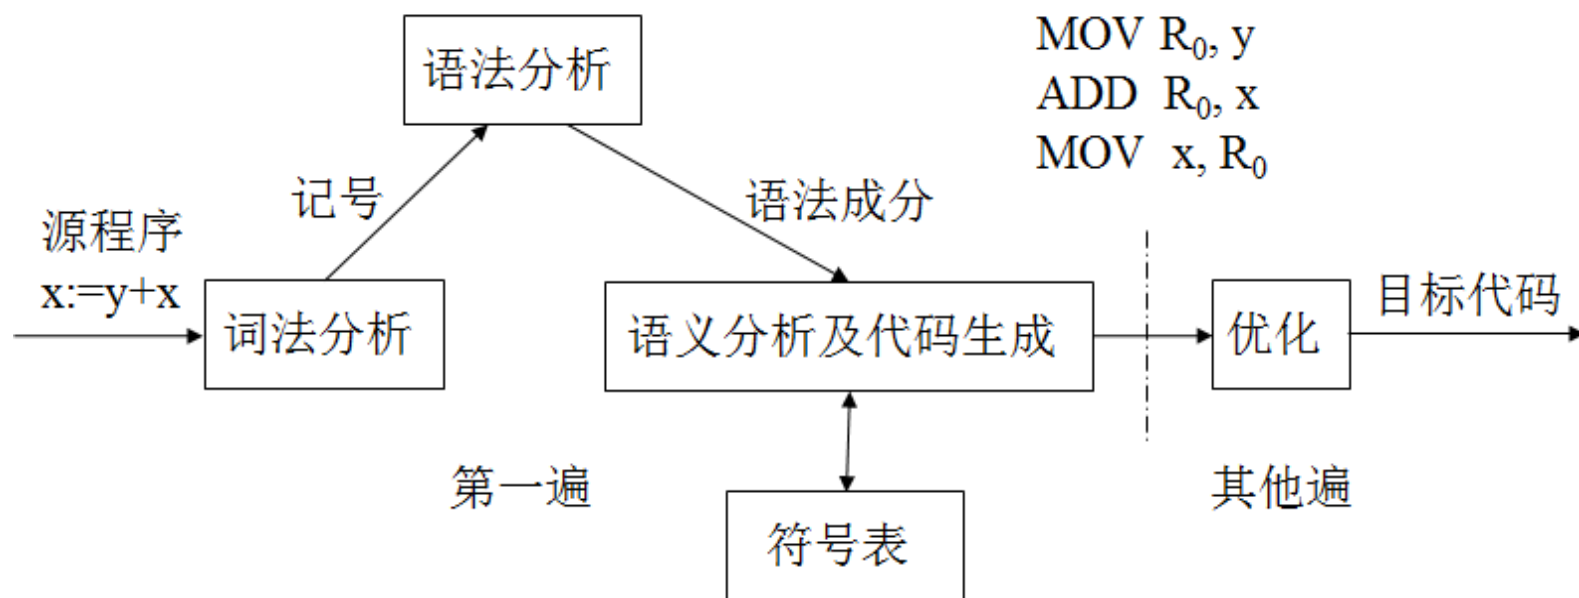 语法分析
MOV R₀, y
ADD R₀, x
MOV x, R₀
记号
语法成分
源程序
x:=y+x
词法分析
语义分析及代码生成
优化
目标代码
第一遍
其他遍
符号表